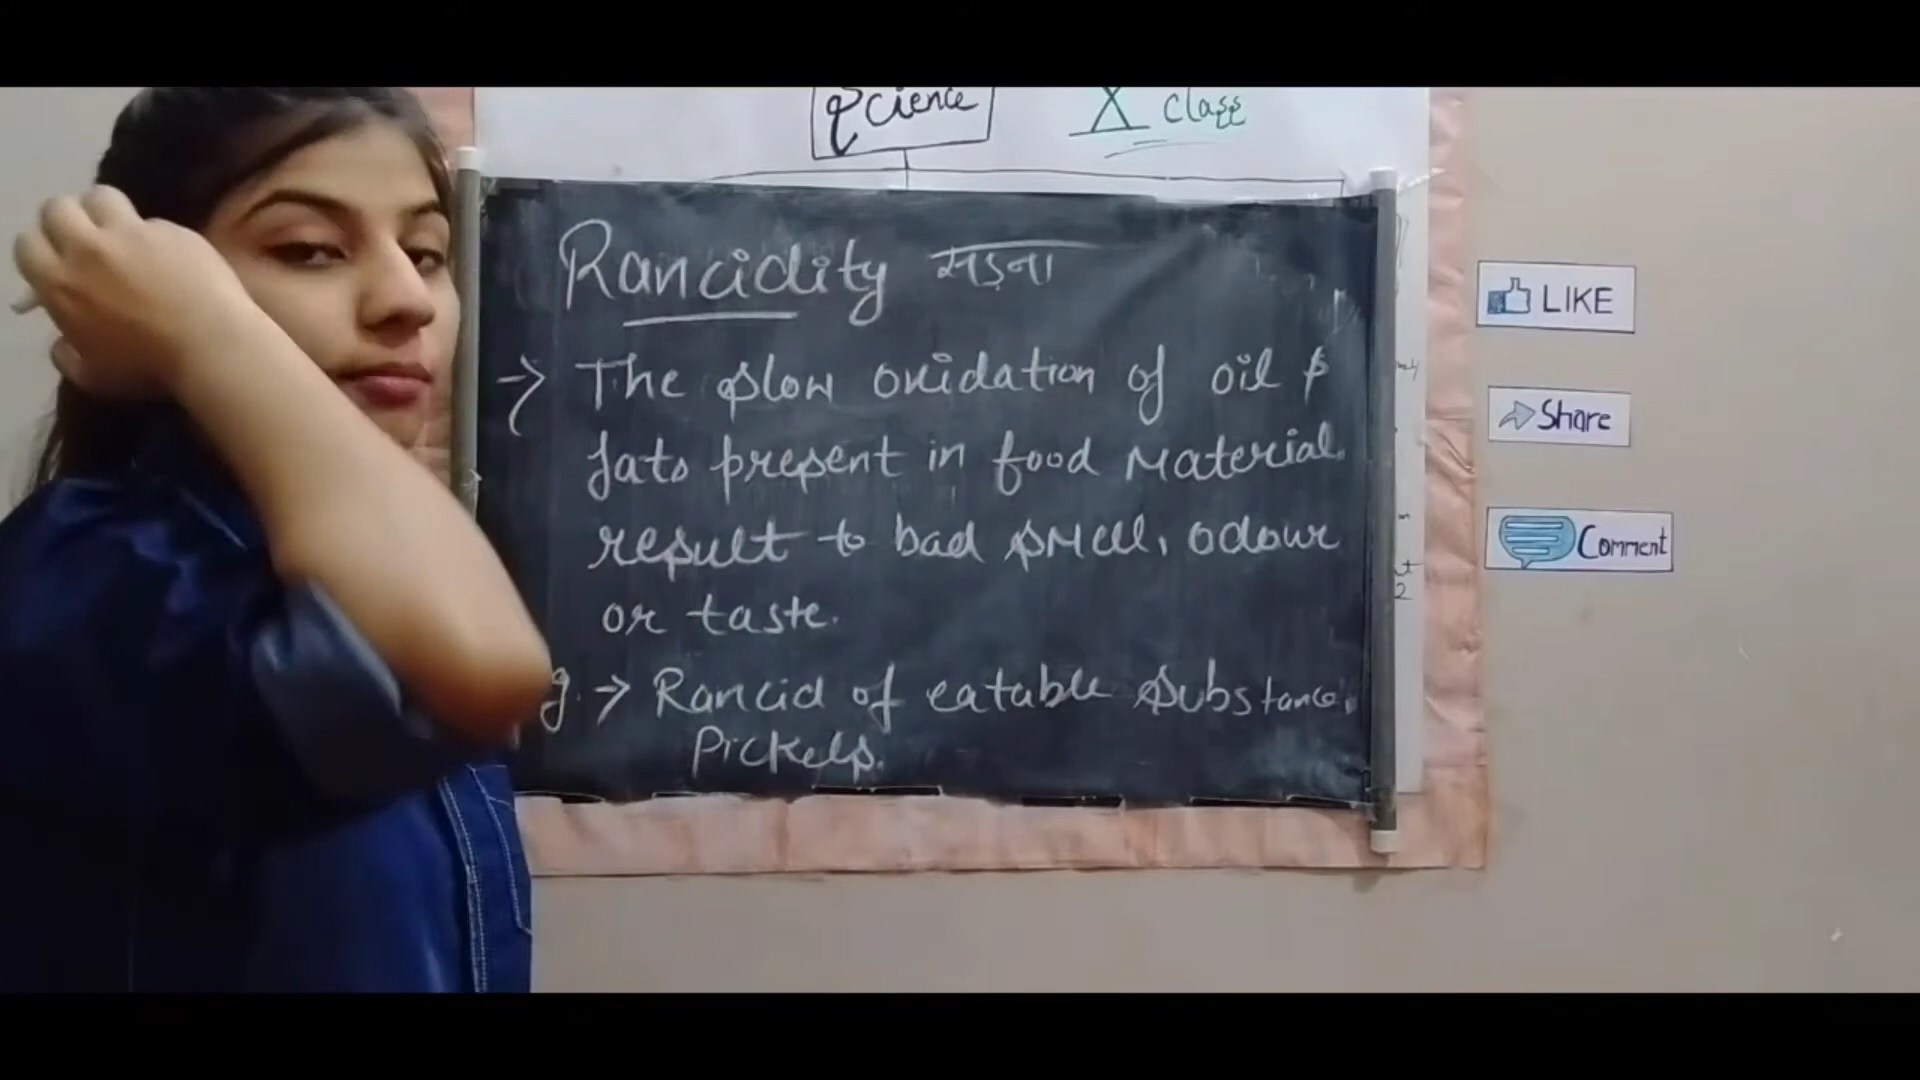 Science
X class
Rancidity सड़ना
→ The slow oxidation of oil &
fats present in food material.
result to bad smell, odour
or taste.
g. → Rancid of eatable substance,
Pickels.
LIKE
Share
Comment